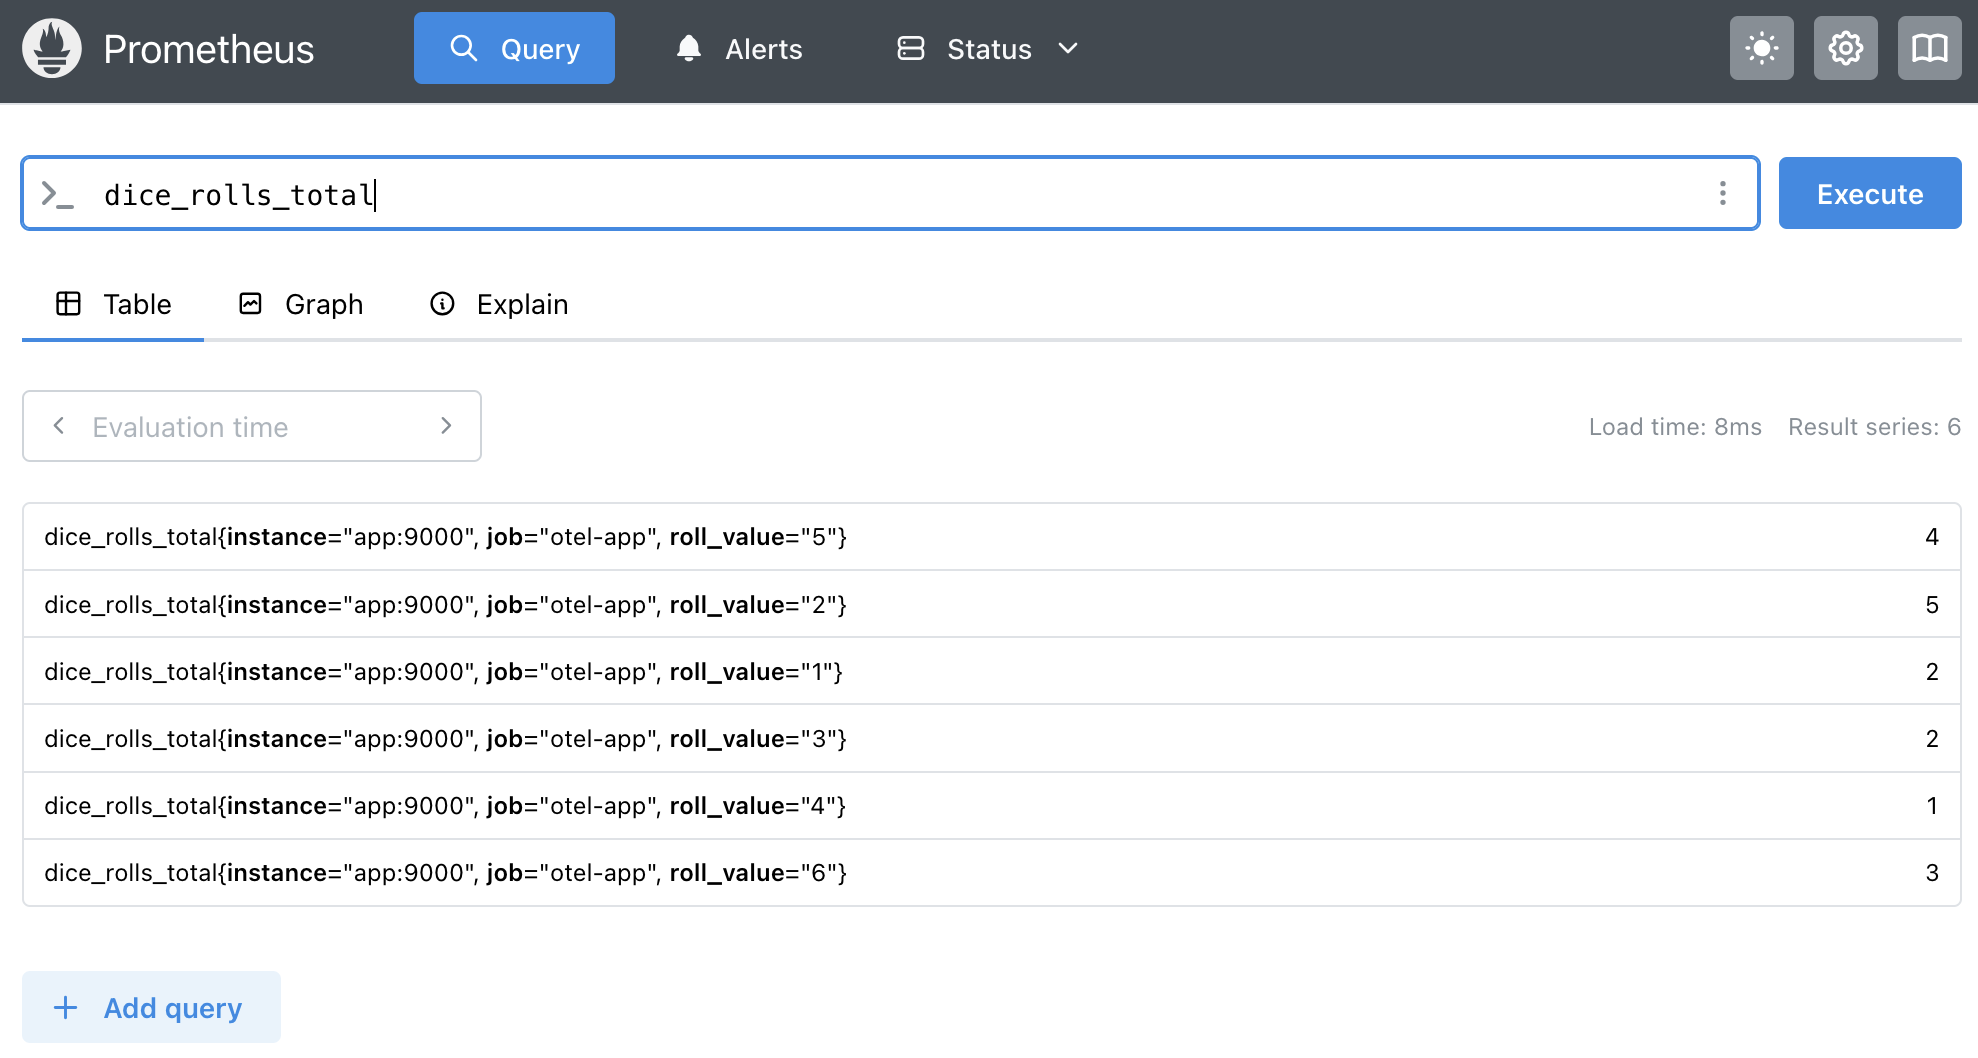 Prometheus Query Alerts Status
dice_rolls_total
Execute
Table Graph Explain
Evaluation time
Load time: 8ms Result series: 6
dice_rolls_total{instance="app:9000", job="otel-app", roll_value="5"} 4
dice_rolls_total{instance="app:9000", job="otel-app", roll_value="2"} 5
dice_rolls_total{instance="app:9000", job="otel-app", roll_value="1"} 2
dice_rolls_total{instance="app:9000", job="otel-app", roll_value="3"} 2
dice_rolls_total{instance="app:9000", job="otel-app", roll_value="4"} 1
dice_rolls_total{instance="app:9000", job="otel-app", roll_value="6"} 3
Add query